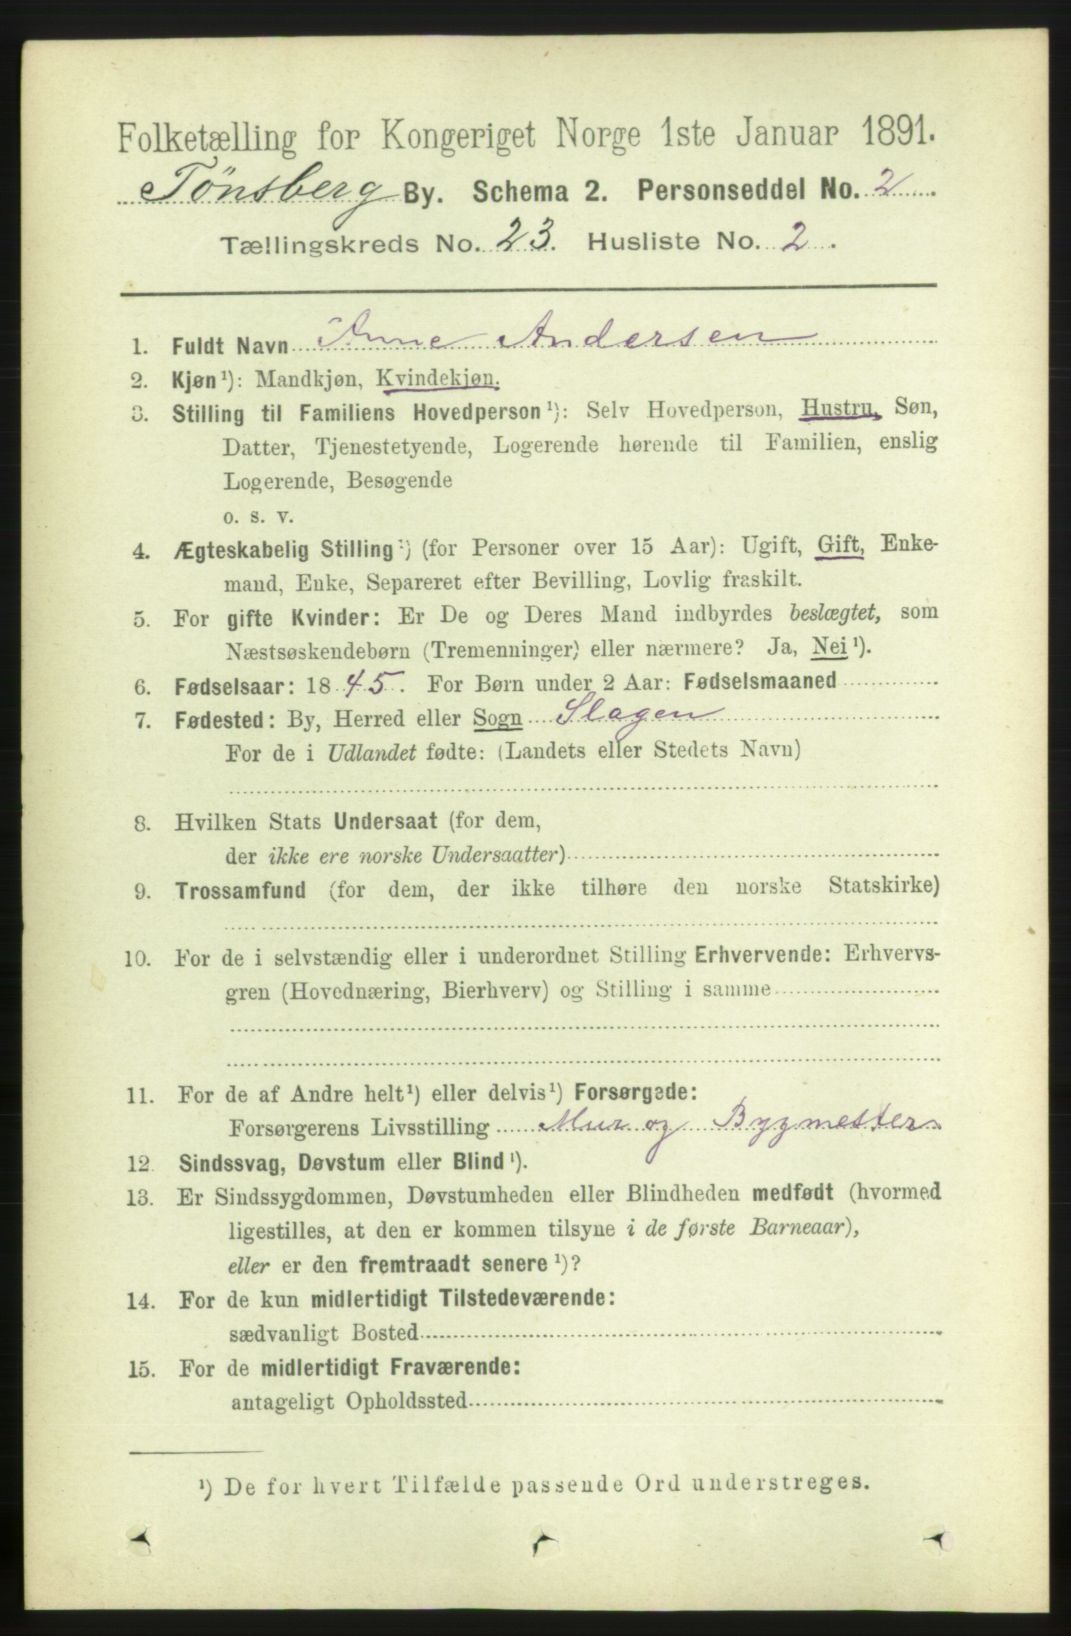 Folketælling for Kongeriget Norge 1ste Januar 1891.
Tønsberg By. Schema 2. Personseddel No. 2
Tællingskreds No. 23. Husliste No. 2.
1. Fuldt Navn Anne Andersen
2. Kjøn¹): Mandkjøn, Kvindekjøn.
3. Stilling til Familiens Hovedperson¹): Selv Hovedperson, Hustru, Søn,
Datter, Tjenestetyende, Logerende hørende til Familien, enslig
Logerende, Besøgende
o. s. v.
4. Ægteskabelig Stilling¹) (for Personer over 15 Aar): Ugift, Gift, Enke-
mand, Enke, Separeret efter Bevilling, Lovlig fraskilt.
5. For gifte Kvinder: Er De og Deres Mand indbyrdes beslægtet, som
Næstsøskendebørn (Tremenninger) eller nærmere? Ja, Nei¹).
6. Fødselsaar: 1845. For Børn under 2 Aar: Fødselsmaaned
7. Fødested: By, Herred eller Sogn Slagen
For de i Udlandet fødte: (Landets eller Stedets Navn)
8. Hvilken Stats Undersaat (for dem,
der ikke ere norske Undersaatter)
9. Trossamfund (for dem, der ikke tilhøre den norske Statskirke)
10. For de i selvstændig eller i underordnet Stilling Erhvervende: Erhvervs-
gren (Hovednæring, Bierhverv) og Stilling i samme
11. For de af Andre helt¹) eller delvis¹) Forsørgede:
Forsørgerens Livsstilling Mur og Bygmester
12. Sindssvag, Døvstum eller Blind¹).
13. Er Sindssygdommen, Døvstumheden eller Blindheden medfødt (hvormed
ligestilles, at den er kommen tilsyne i de første Barneaar),
eller er den fremtraadt senere¹)?
14. For de kun midlertidigt Tilstedeværende:
sædvanligt Bosted
15. For de midlertidigt Fraværende:
antageligt Opholdssted
¹) De for hvert Tilfælde passende Ord understreges.